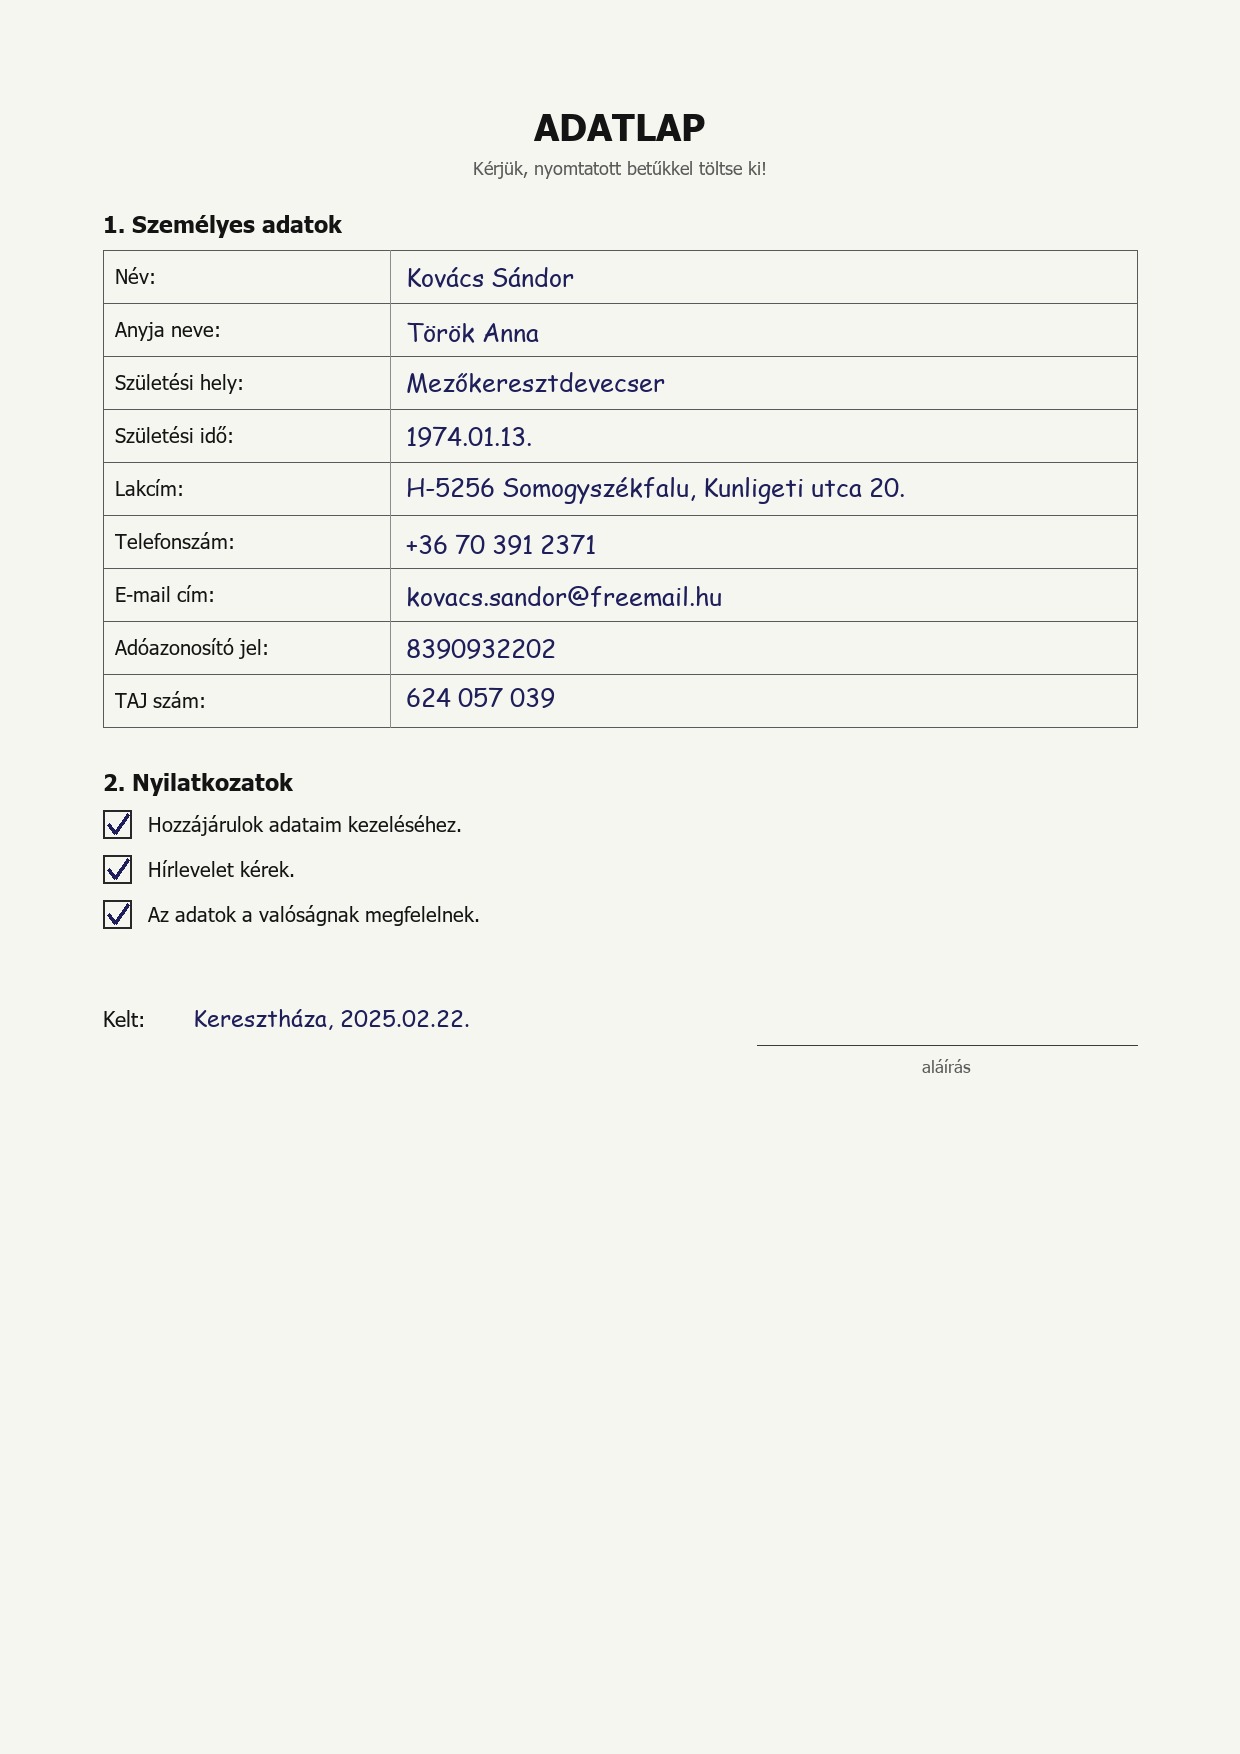 ADATLAP
Kérjük, nyomtatott betűkkel töltse ki!
1. Személyes adatok
Név: Kovács Sándor
Anyja neve: Török Anna
Születési hely: Mezőkeresztdevecser
Születési idő: 1974.01.13.
Lakcím: H-5256 Somogyszékfalu, Kunligeti utca 20.
Telefonszám: +36 70 391 2371
E-mail cím: kovacs.sandor@freemail.hu
Adóazonosító jel: 8390932202
TAJ szám: 624 057 039
2. Nyilatkozatok
Hozzájárulok adataim kezeléséhez.
Hírlevelet kérek.
Az adatok a valóságnak megfelelnek.
Kelt: Keresztháza, 2025.02.22.
aláírás